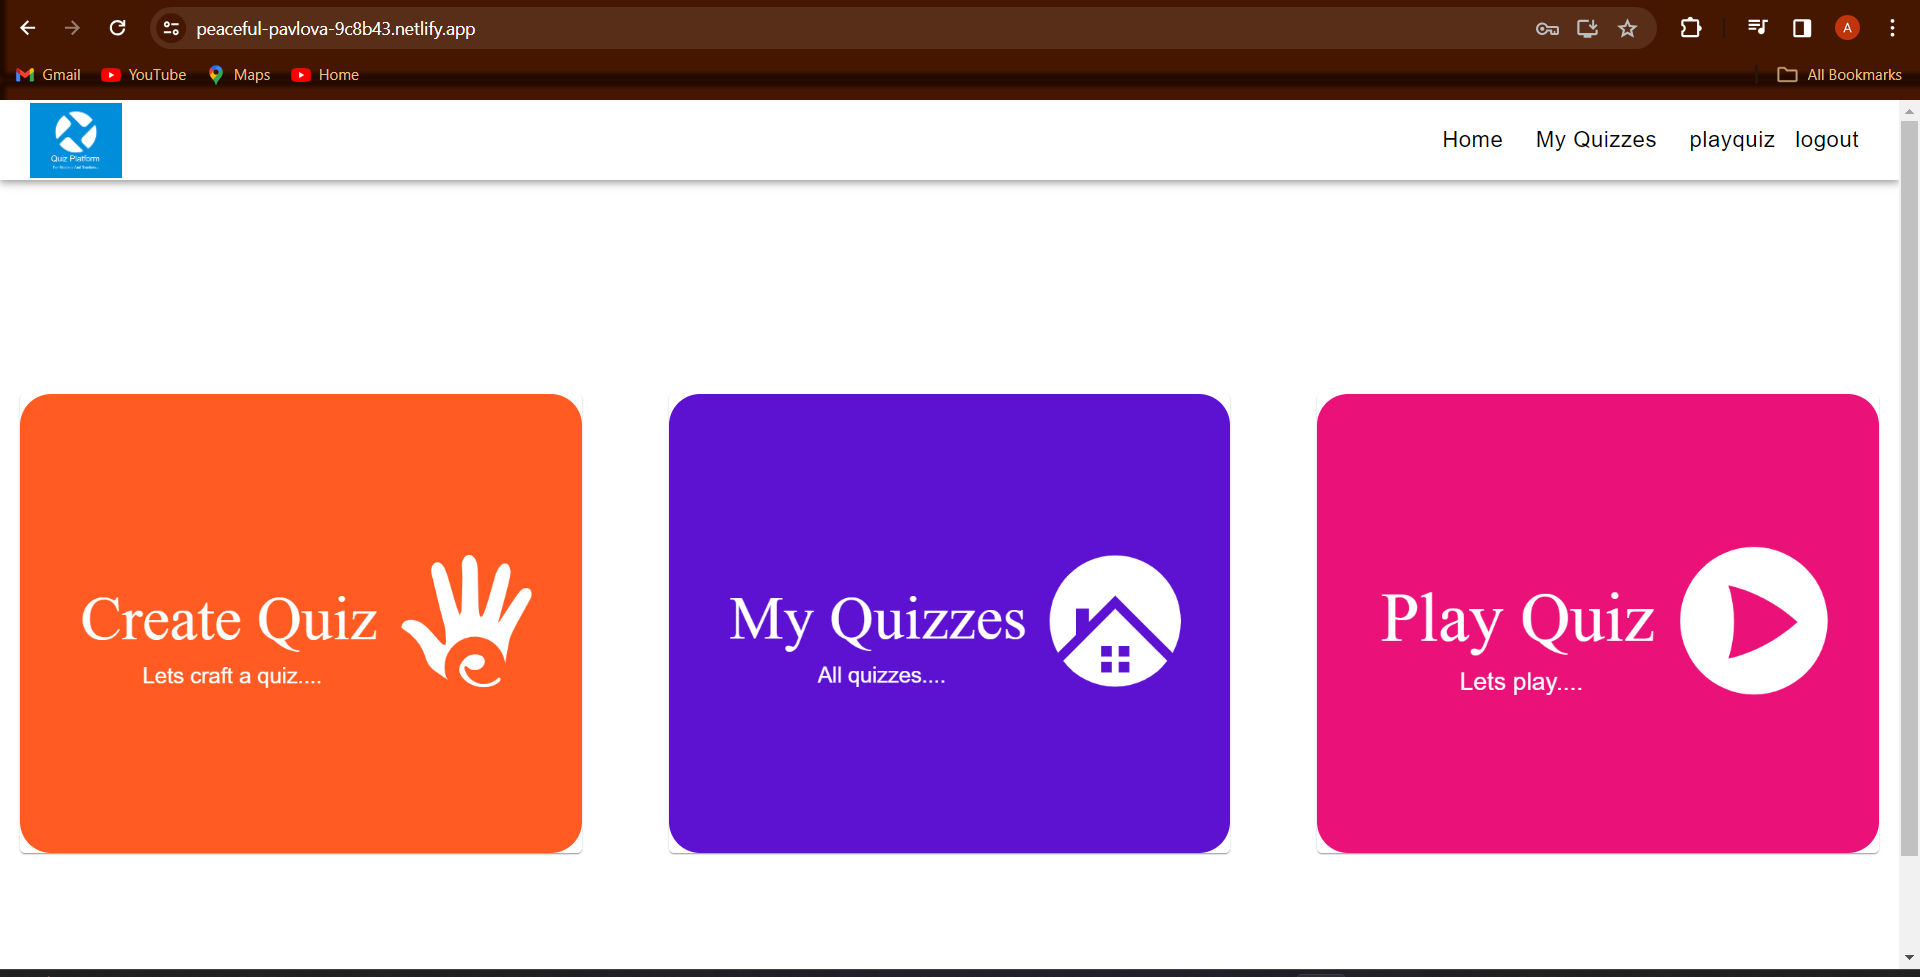 peaceful-pavlova-9c8b43.netlify.app
A
Gmail YouTube Maps Home All Bookmarks
Quiz Platform
Home My Quizzes playquiz logout
Create Quiz
Lets craft a quiz....
My Quizzes
All quizzes....
Play Quiz
Lets play....